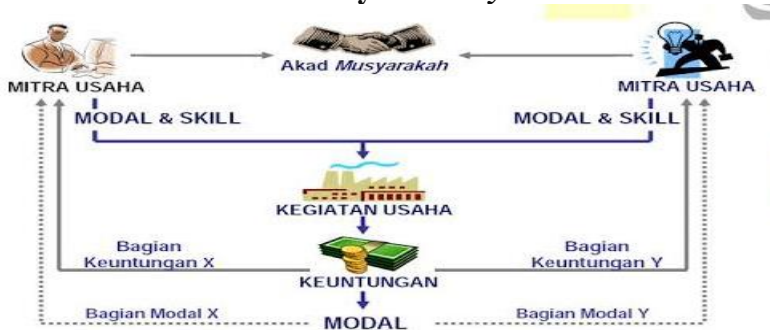 Akad Musyarakah
MITRA USAHA
MITRA USAHA
MODAL & SKILL
MODAL & SKILL
KEGIATAN USAHA
Bagian
Keuntungan X
Bagian
Keuntungan Y
KEUNTUNGAN
Bagian Modal X
Bagian Modal Y
MODAL